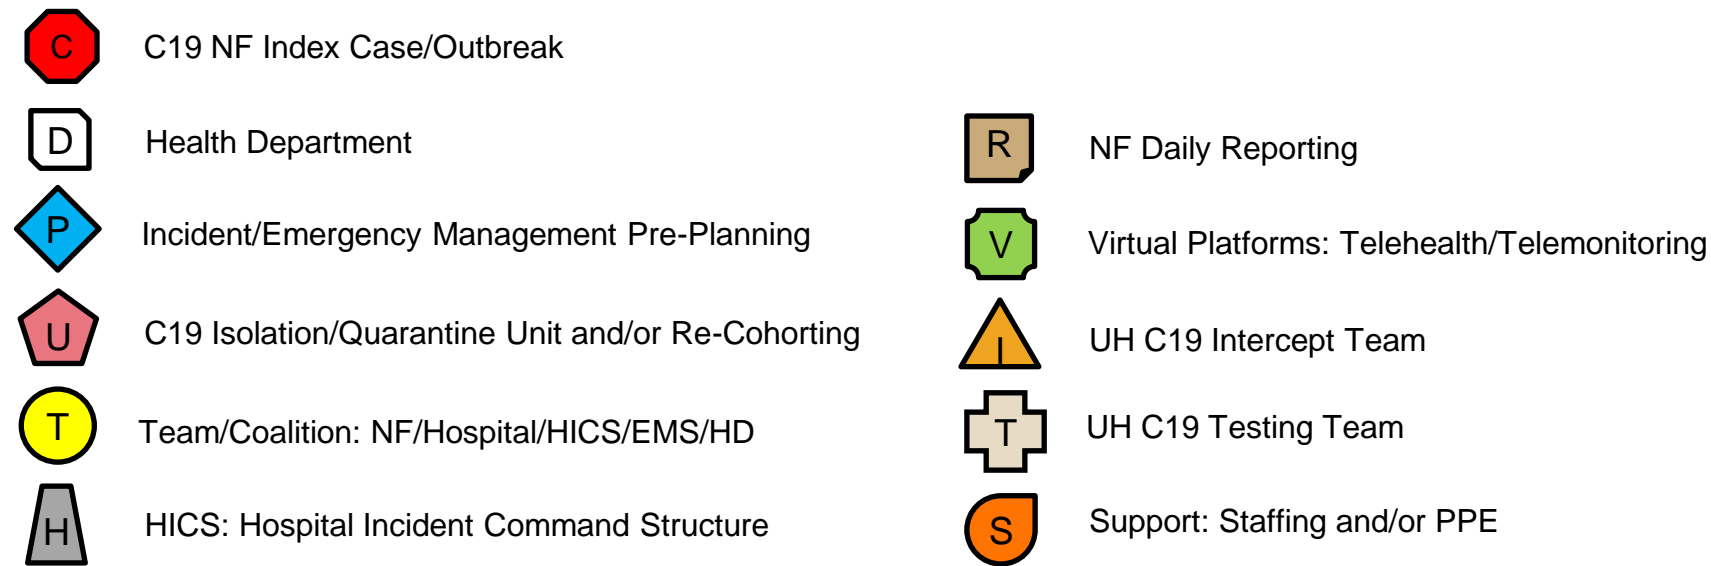 C C19 NF Index Case/Outbreak
D Health Department
P Incident/Emergency Management Pre-Planning
U C19 Isolation/Quarantine Unit and/or Re-Cohorting
T Team/Coalition: NF/Hospital/HICS/EMS/HD
H HICS: Hospital Incident Command Structure
R NF Daily Reporting
V Virtual Platforms: Telehealth/Telemonitoring
I UH C19 Intercept Team
T UH C19 Testing Team
S Support: Staffing and/or PPE